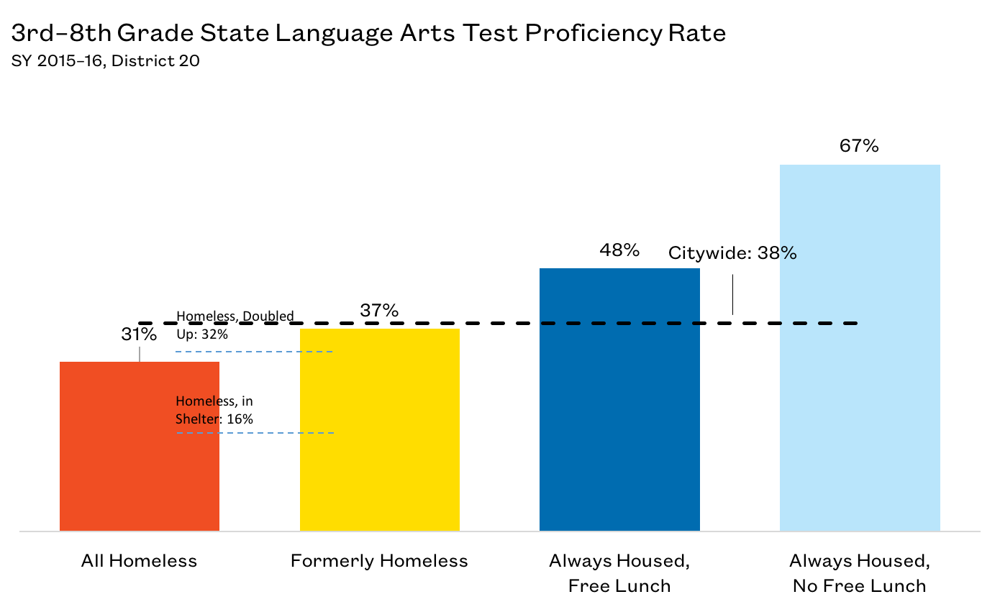 3rd–8th Grade State Language Arts Test Proficiency Rate
SY 2015–16, District 20
67%
48%
Citywide: 38%
37%
Homeless, Doubled
Up: 32%
31%
Homeless, in
Shelter: 16%
All Homeless
Formerly Homeless
Always Housed,
Free Lunch
Always Housed,
No Free Lunch